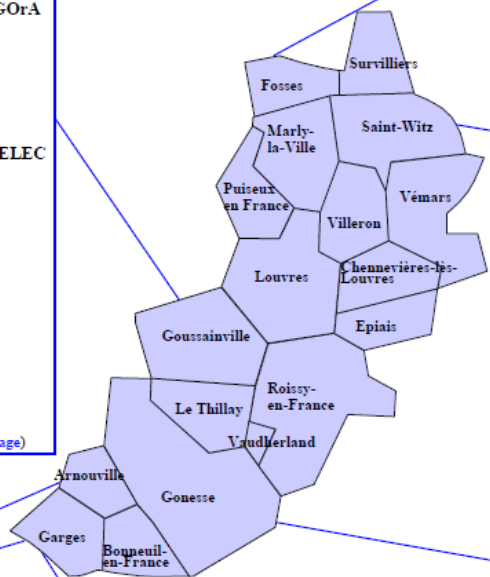 GOrA
Survilliers
Fosses
Saint-Witz
Marly-
la-Ville
ELEC
Puiseux
en France
Vémars
Villeron
Chennevières-lès-
Louvres
Louvres
Epiais
Goussainville
Roissy-
en-France
Le Thillay
Vaudherland
age)
Arnouville
Gonesse
Garges
Bonneuil-
en-France